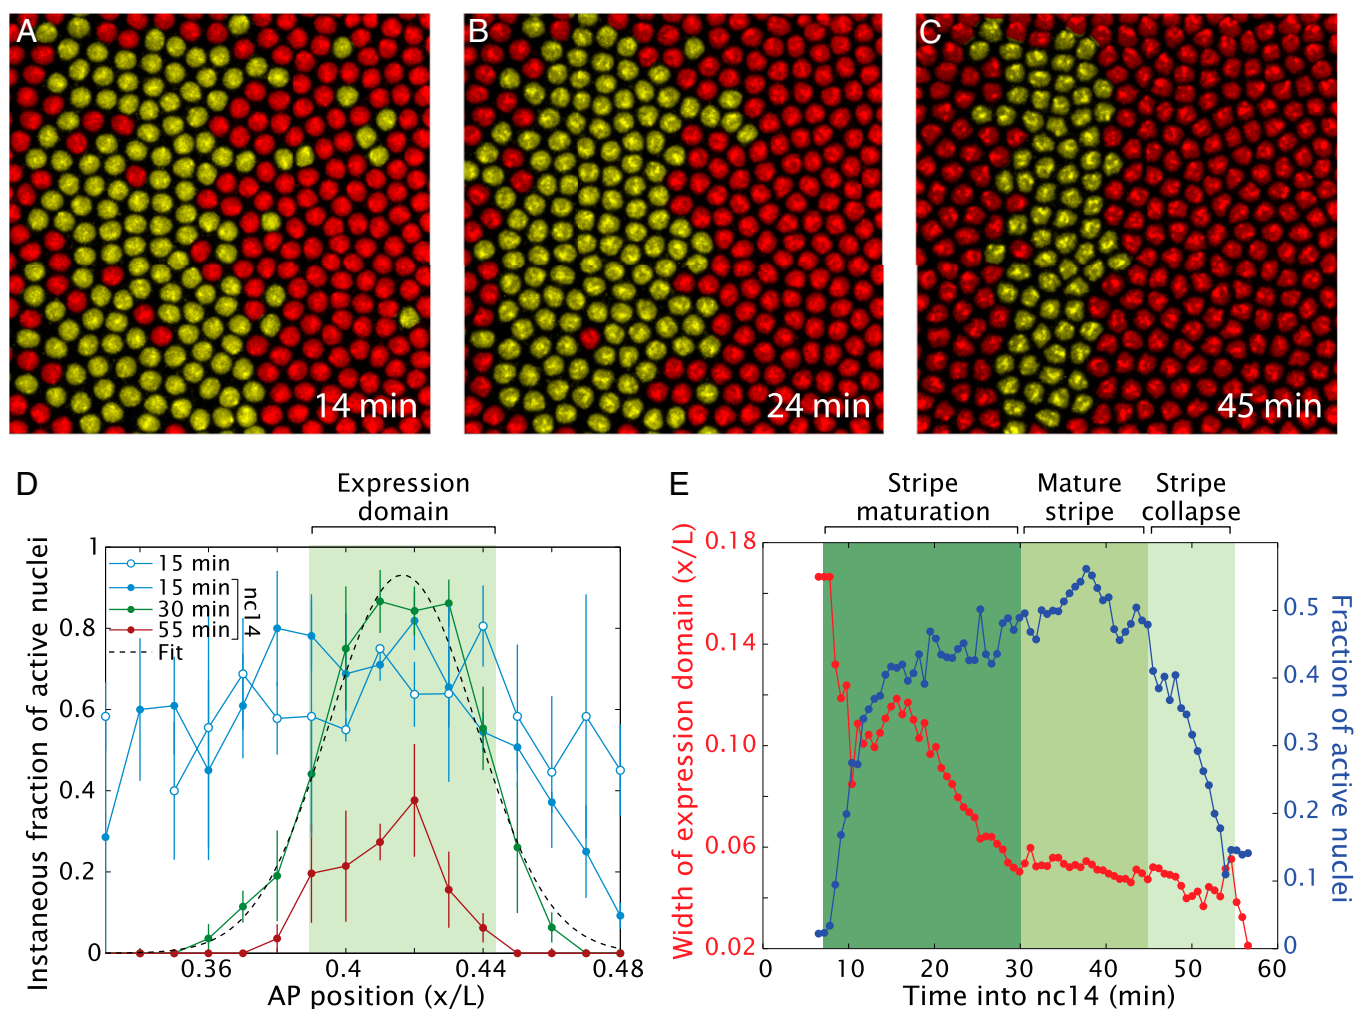 A
14 min
B
24 min
C
45 min
D
Expression
domain
Instaneous fraction of active nuclei
1
0.8
0.6
0.4
0.2
0
15 min
15 min
30 min
55 min
Fit
nc14
0.36
0.4
0.44
0.48
AP position (x/L)
E
Stripe
maturation
Mature
stripe
Stripe
collapse
Width of expression domain (x/L)
0.18
0.14
0.10
0.06
0.02
0
10
20
30
40
50
60
Time into nc14 (min)
0.5
0.4
0.3
0.2
0.1
0
Fraction of active nuclei